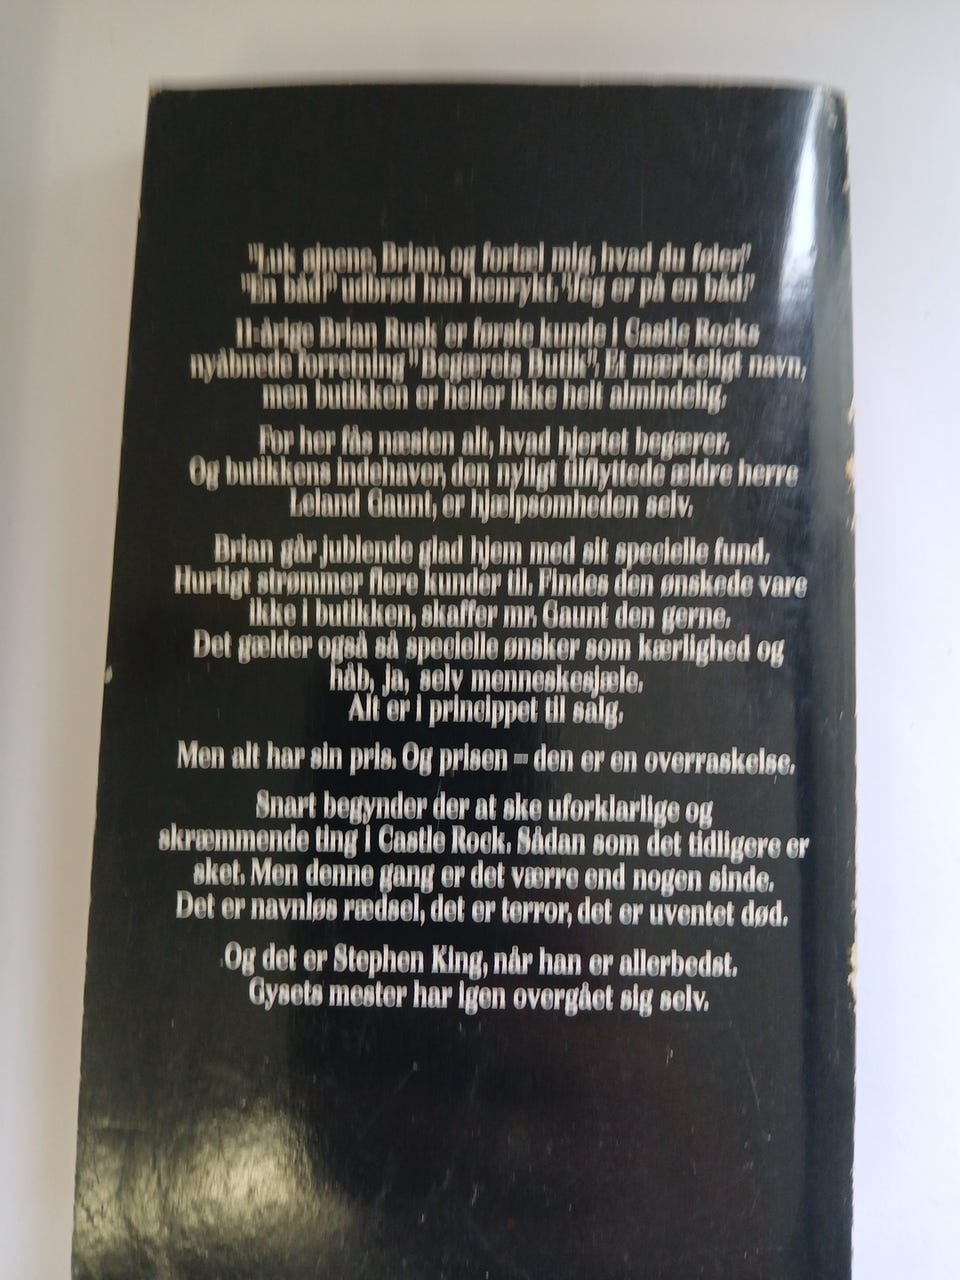 "Luk øjnene, Brian, og fortæl mig, hvad du føler."
"En båd!" udbrød han henrykt. "Jeg er på en båd!"
11-årige Brian Rusk er første kunde i Castle Rocks
nyåbnede forretning "Begærets Butik". Et mærkeligt navn,
men butikken er heller ikke helt almindelig.
For her fås næsten alt, hvad hjertet begærer.
Og butikkens indehaver, den nyligt tilflyttede ældre herre
Leland Gaunt, er hjælpsomheden selv.
Brian går jublende glad hjem med sit specielle fund.
Hurtigt strømmer flere kunder til. Findes den ønskede vare
ikke i butikken, skaffer mr. Gaunt den gerne.
Det gælder også så specielle ønsker som kærlighed og
håb, ja, selv menneskesjæle.
Alt er i princippet til salg.
Men alt har sin pris. Og prisen - den er en overraskelse.
Snart begynder der at ske uforklarlige og
skræmmende ting i Castle Rock. Sådan som det tidligere er
sket. Men denne gang er det værre end nogen sinde.
Det er navnløs rædsel, det er terror, det er uventet død.
Og det er Stephen King, når han er allerbedst.
Gysets mester har igen overgået sig selv.